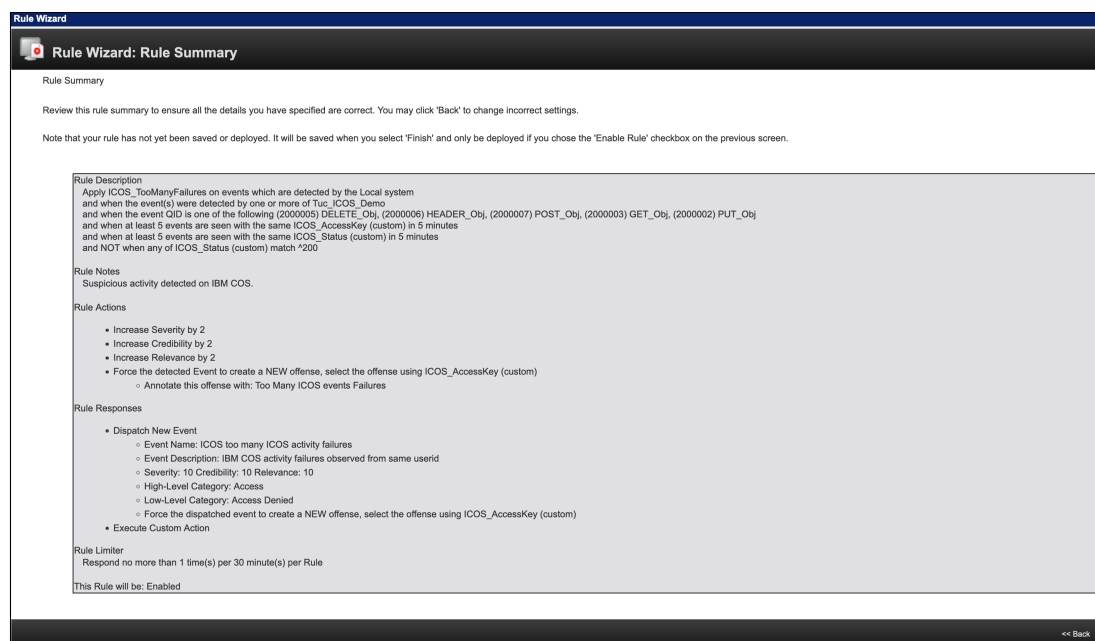 Rule Wizard
Rule Wizard: Rule Summary
Rule Summary
Review this rule summary to ensure all the details you have specified are correct. You may click 'Back' to change incorrect settings.
Note that your rule has not yet been saved or deployed. It will be saved when you select 'Finish' and only be deployed if you chose the 'Enable Rule' checkbox on the previous screen.
Rule Description
Apply ICOS_TooManyFailures on events which are detected by the Local system
and when the event(s) were detected by one or more of Tuc_ICOS_Demo
and when the event QID is one of the following (2000005) DELETE_Obj, (2000006) HEADER_Obj, (2000007) POST_Obj, (2000003) GET_Obj, (2000002) PUT_Obj
and when at least 5 events are seen with the same ICOS_AccessKey (custom) in 5 minutes
and when at least 5 events are seen with the same ICOS_Status (custom) in 5 minutes
and NOT when any of ICOS_Status (custom) match ^200
Rule Notes
Suspicious activity detected on IBM COS.
Rule Actions
• Increase Severity by 2
• Increase Credibility by 2
• Increase Relevance by 2
• Force the detected Event to create a NEW offense, select the offense using ICOS_AccessKey (custom)
◦ Annotate this offense with: Too Many ICOS events Failures
Rule Responses
• Dispatch New Event
◦ Event Name: ICOS too many ICOS activity failures
◦ Event Description: IBM COS activity failures observed from same userid
◦ Severity: 10 Credibility: 10 Relevance: 10
◦ High-Level Category: Access
◦ Low-Level Category: Access Denied
◦ Force the dispatched event to create a NEW offense, select the offense using ICOS_AccessKey (custom)
• Execute Custom Action
Rule Limiter
Respond no more than 1 time(s) per 30 minute(s) per Rule
This Rule will be: Enabled
<< Back